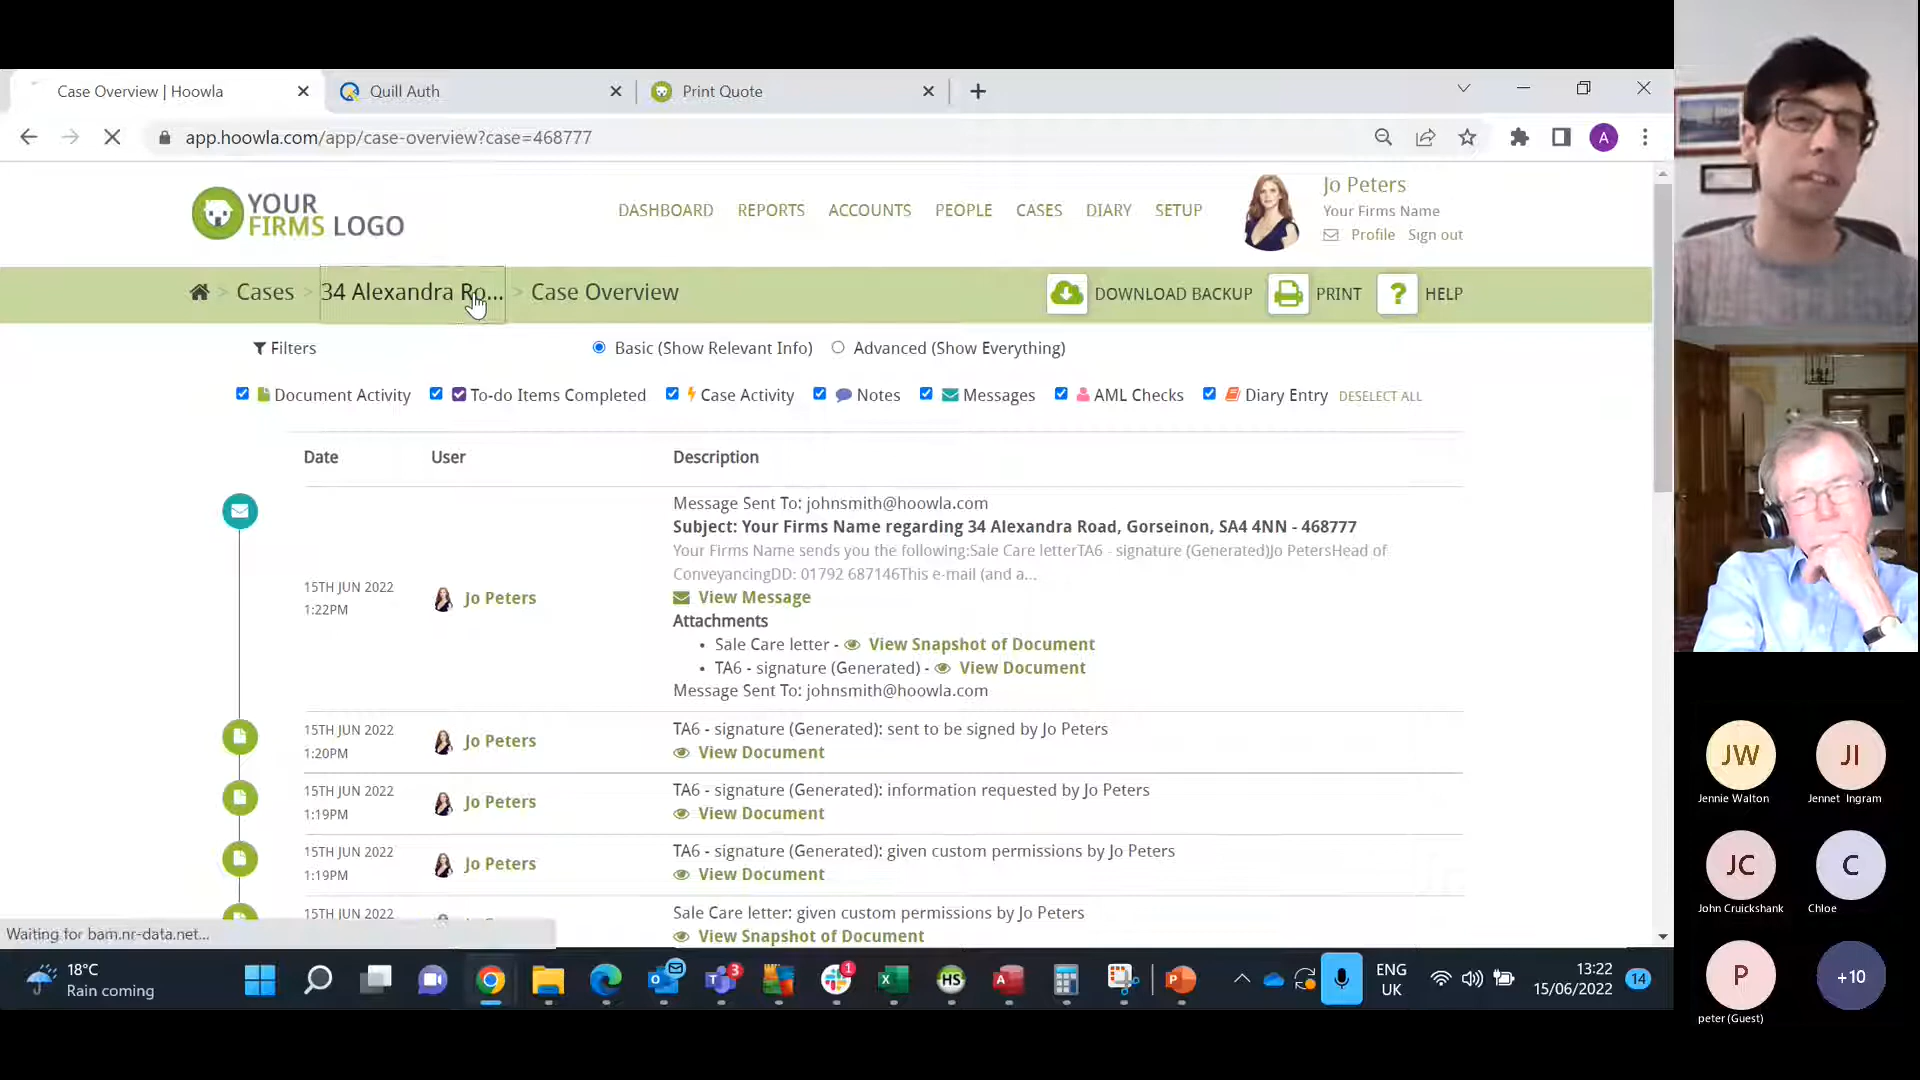 Case Overview | Hoowla
Quill Auth
Print Quote
app.hoowla.com/app/case-overview?case=468777
A
YOUR
FIRMS LOGO
DASHBOARD REPORTS ACCOUNTS PEOPLE CASES DIARY SETUP
Jo Peters
Your Firms Name
Profile Sign out
> Cases > 34 Alexandra Ro... > Case Overview
DOWNLOAD BACKUP PRINT ? HELP
Filters
Basic (Show Relevant Info) Advanced (Show Everything)
Document Activity To-do Items Completed Case Activity Notes Messages AML Checks Diary Entry DESELECT ALL
Date User Description
Message Sent To: johnsmith@hoowla.com
Subject: Your Firms Name regarding 34 Alexandra Road, Gorseinon, SA4 4NN - 468777
Your Firms Name sends you the following:Sale Care letterTA6 - signature (Generated)Jo PetersHead of
ConveyancingDD: 01792 687146This e-mail (and a...
15TH JUN 2022
1:22PM
Jo Peters
View Message
Attachments
• Sale Care letter - View Snapshot of Document
• TA6 - signature (Generated) - View Document
Message Sent To: johnsmith@hoowla.com
15TH JUN 2022
1:20PM
Jo Peters
TA6 - signature (Generated): sent to be signed by Jo Peters
View Document
15TH JUN 2022
1:19PM
Jo Peters
TA6 - signature (Generated): information requested by Jo Peters
View Document
15TH JUN 2022
1:19PM
Jo Peters
TA6 - signature (Generated): given custom permissions by Jo Peters
View Document
15TH JUN 2022
Sale Care letter: given custom permissions by Jo Peters
View Snapshot of Document
Waiting for bam.nr-data.net...
18°C
Rain coming
3
1
HS
ENG
UK
13:22
15/06/2022
14
JW
Jennie Walton
JI
Jennet Ingram
JC
John Cruickshank
C
Chloe
P
peter (Guest)
+10